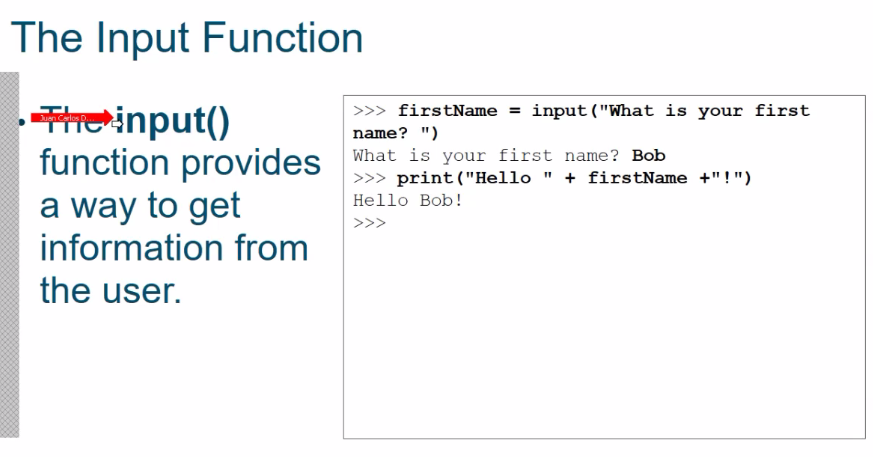 The Input Function
• The input()
function provides
a way to get
information from
the user.
Juan Carlos D...
>>> firstName = input("What is your first
name? ")
What is your first name? Bob
>>> print("Hello " + firstName +"!")
Hello Bob!
>>>